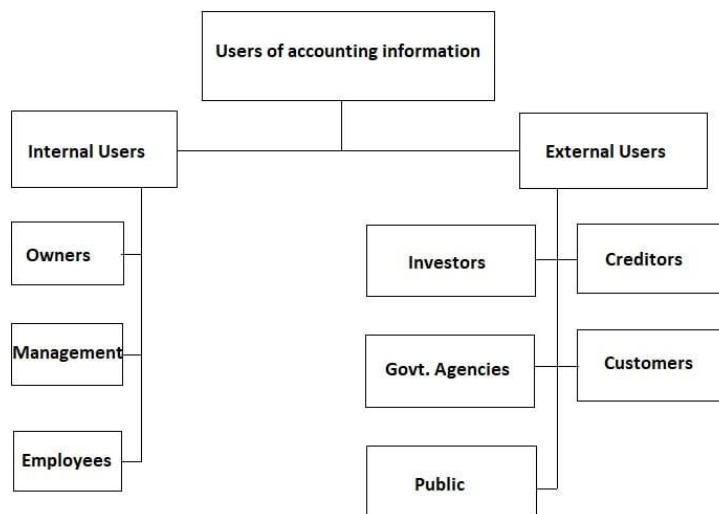 Users of accounting information
Internal Users
External Users
Owners
Management
Employees
Investors
Creditors
Govt. Agencies
Customers
Public